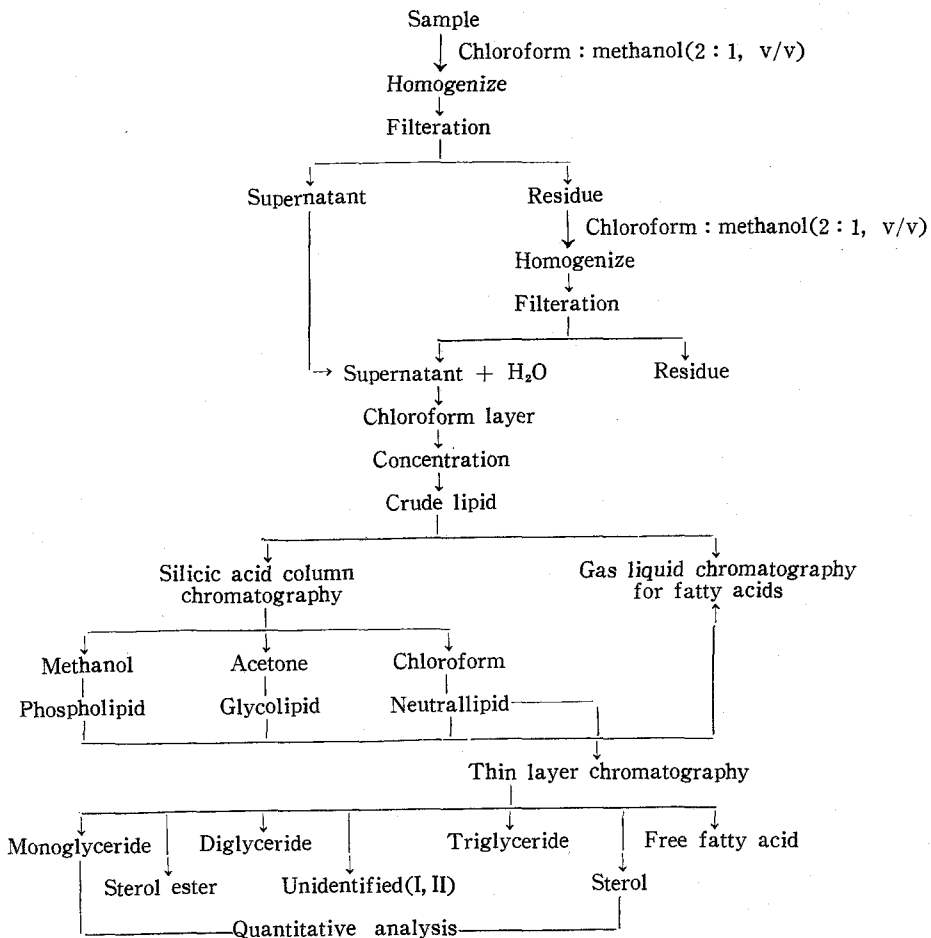 Sample
Chloroform : methanol(2 : 1, v/v)
Homogenize
Filteration
Supernatant
Residue
Chloroform : methanol(2 : 1, v/v)
Homogenize
Filteration
Supernatant + H₂O
Residue
Chloroform layer
Concentration
Crude lipid
Silicic acid column
chromatography
Gas liquid chromatography
for fatty acids
Methanol
Acetone
Chloroform
Phospholipid
Glycolipid
Neutrallipid
Thin layer chromatography
Monoglyceride
Diglyceride
Triglyceride
Free fatty acid
Sterol ester
Unidentified(I, II)
Sterol
Quantitative analysis